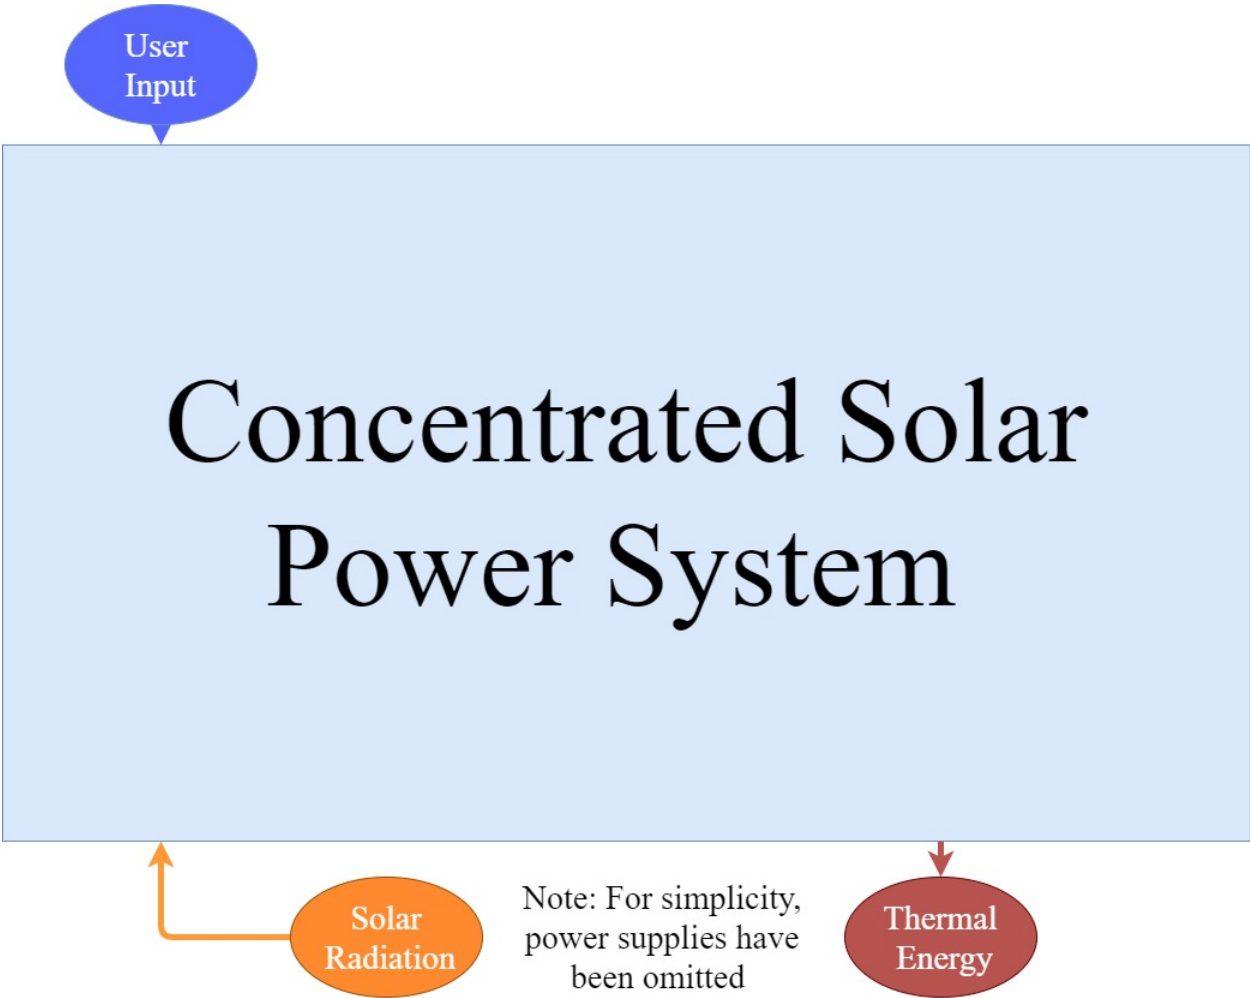 User
Input
Concentrated Solar
Power System
Solar
Radiation
Note: For simplicity,
power supplies have
been omitted
Thermal
Energy